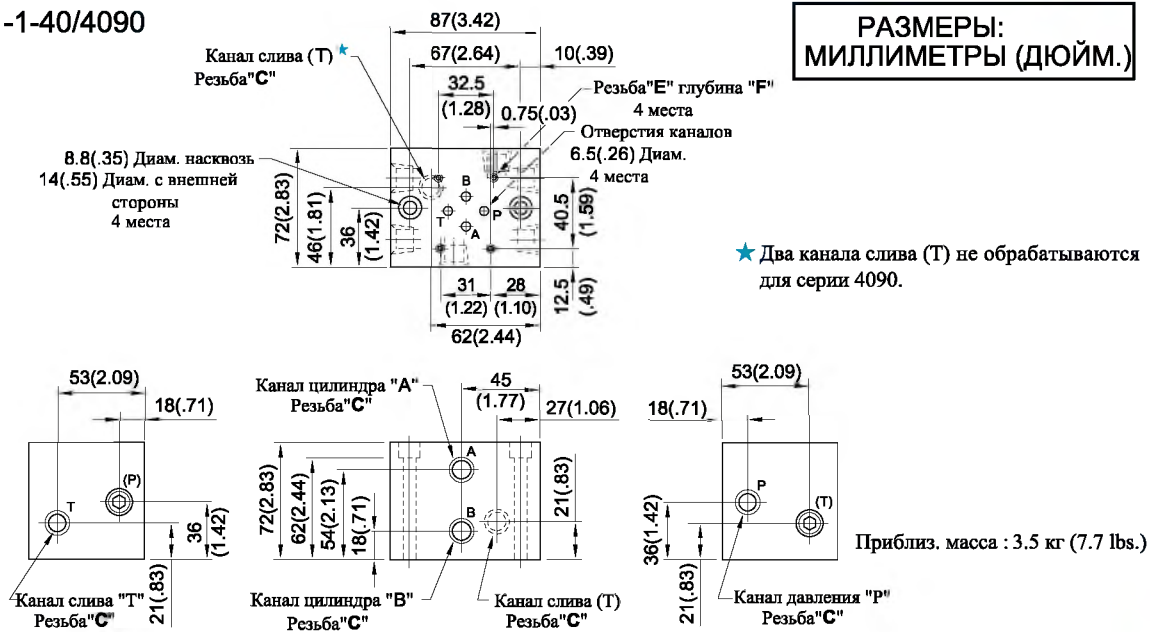 -1-40/4090
РАЗМЕРЫ:
МИЛЛИМЕТРЫ (ДЮЙМ.)
87(3.42)
67(2.64)
10(.39)
Канал слива (T) ★
Резьба"C"
32.5
(1.28)
0.75(.03)
Резьба"E" глубина "F"
4 места
Отверстия каналов
6.5(.26) Диам.
4 места
8.8(.35) Диам. насквозь
14(.55) Диам. с внешней
стороны
4 места
72(2.83)
46(1.81)
36
(1.42)
B
T
P
A
40.5
(1.59)
12.5
(.49)
31
(1.22)
28
(1.10)
62(2.44)
★ Два канала слива (T) не обрабатываются
для серии 4090.
53(2.09)
18(.71)
T
(P)
36
(1.42)
21(.83)
Канал слива "T"
Резьба"C"
Канал цилиндра "A"
Резьба"C"
45
(1.77)
27(1.06)
A
B
72(2.83)
62(2.44)
54(2.13)
18(.71)
21(.83)
Канал цилиндра "B"
Резьба"C"
Канал слива (T)
Резьба"C"
53(2.09)
18(.71)
P
(T)
36(1.42)
21(.83)
Канал давления "P"
Резьба"C"
Приблиз. масса : 3.5 кг (7.7 lbs.)